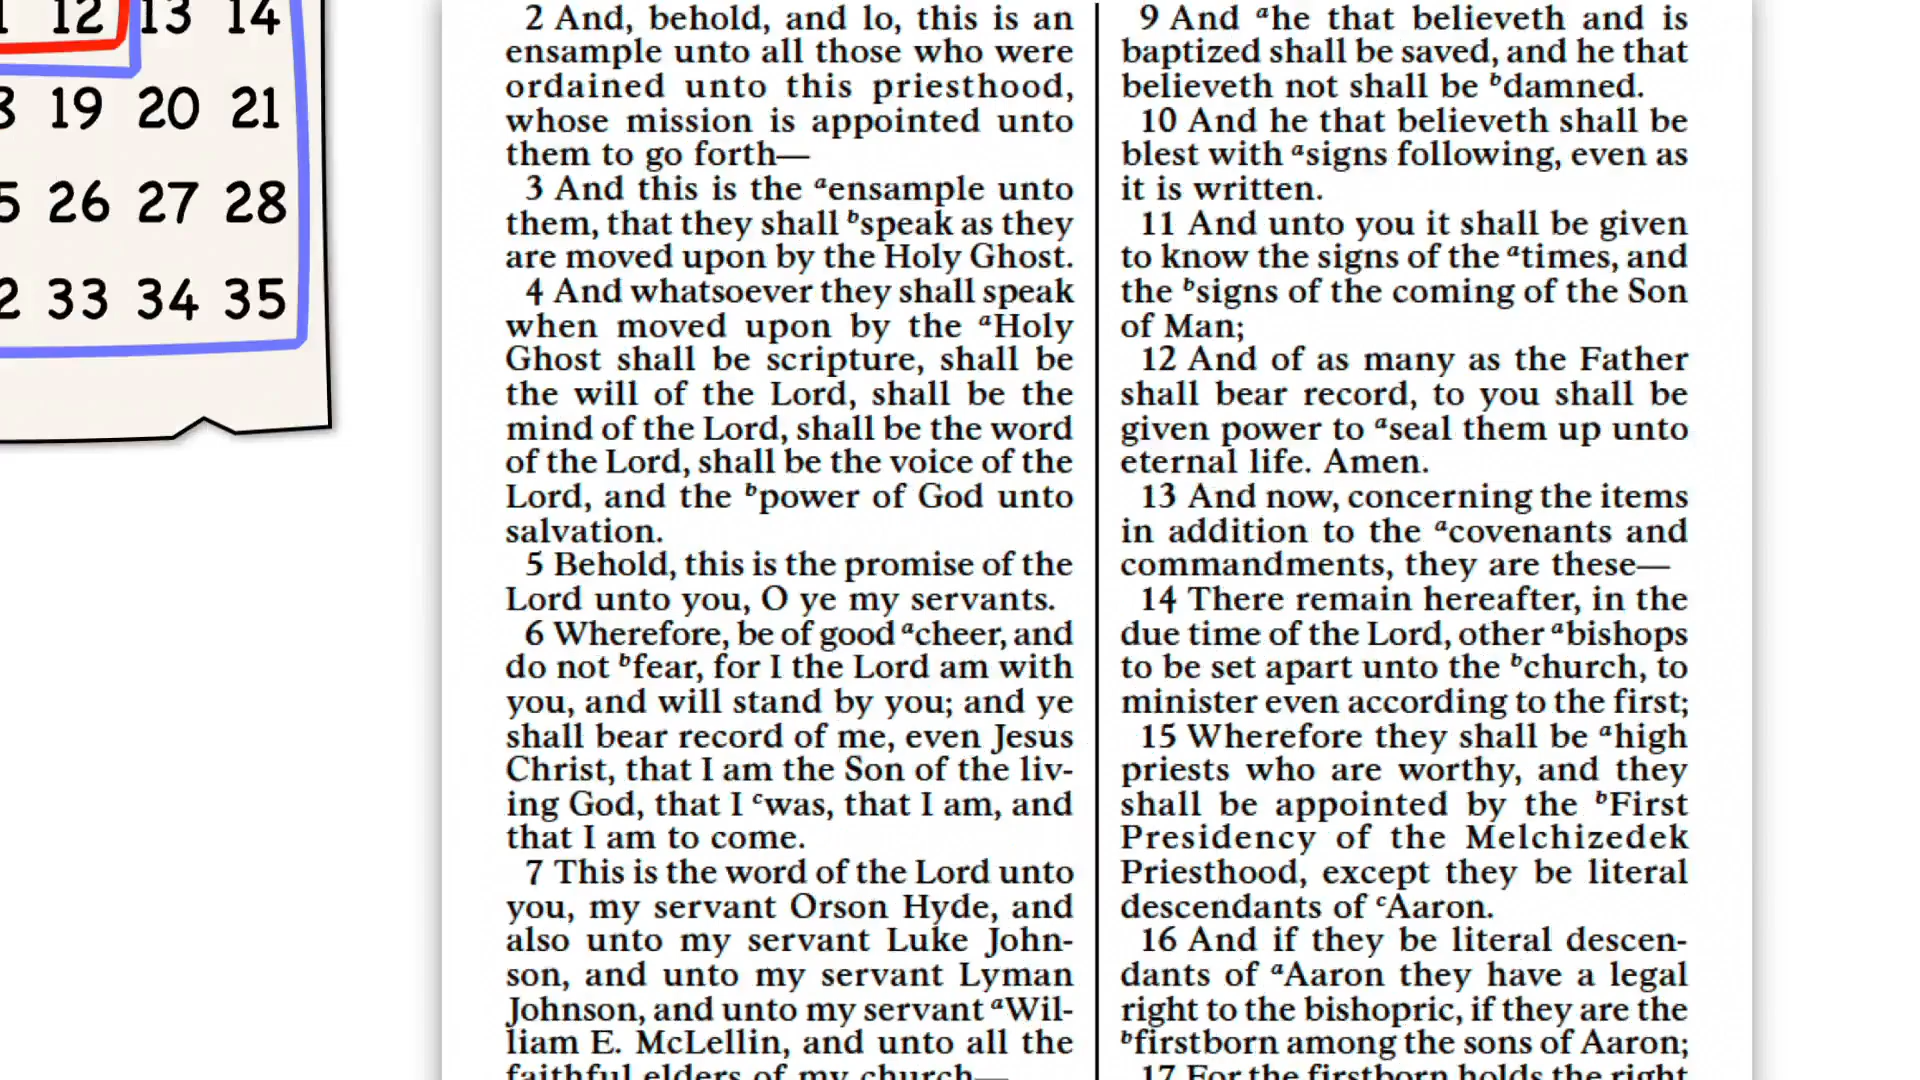 12 13 14
19 20 21
26 27 28
33 34 35
2 And, behold, and lo, this is an
ensample unto all those who were
ordained unto this priesthood,
whose mission is appointed unto
them to go forth—
3 And this is the aensample unto
them, that they shall bspeak as they
are moved upon by the Holy Ghost.
4 And whatsoever they shall speak
when moved upon by the aHoly
Ghost shall be scripture, shall be
the will of the Lord, shall be the
mind of the Lord, shall be the word
of the Lord, shall be the voice of the
Lord, and the bpower of God unto
salvation.
5 Behold, this is the promise of the
Lord unto you, O ye my servants.
6 Wherefore, be of good acheer, and
do not bfear, for I the Lord am with
you, and will stand by you; and ye
shall bear record of me, even Jesus
Christ, that I am the Son of the liv-
ing God, that I cwas, that I am, and
that I am to come.
7 This is the word of the Lord unto
you, my servant Orson Hyde, and
also unto my servant Luke John-
son, and unto my servant Lyman
Johnson, and unto my servant aWil-
liam E. McLellin, and unto all the
faithful elders of my church—
9 And ahe that believeth and is
baptized shall be saved, and he that
believeth not shall be bdamned.
10 And he that believeth shall be
blest with asigns following, even as
it is written.
11 And unto you it shall be given
to know the signs of the atimes, and
the bsigns of the coming of the Son
of Man;
12 And of as many as the Father
shall bear record, to you shall be
given power to aseal them up unto
eternal life. Amen.
13 And now, concerning the items
in addition to the acovenants and
commandments, they are these—
14 There remain hereafter, in the
due time of the Lord, other abishops
to be set apart unto the bchurch, to
minister even according to the first;
15 Wherefore they shall be ahigh
priests who are worthy, and they
shall be appointed by the bFirst
Presidency of the Melchizedek
Priesthood, except they be literal
descendants of cAaron.
16 And if they be literal descen-
dants of aAaron they have a legal
right to the bishopric, if they are the
bfirstborn among the sons of Aaron;
17 For the firstborn holds the right